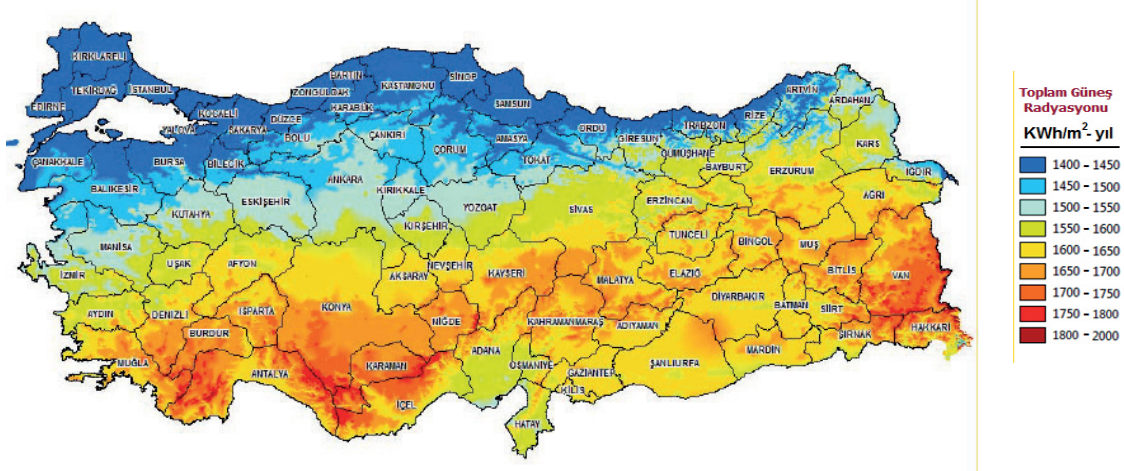 KIRKLARELİ
TEKİRDAĞ
İSTANBUL
EDİRNE
KOCAELİ
YALOVA
SAKARYA
DÜZCE
ZONGULDAK
BARTIN
KARABÜK
KASTAMONU
SİNOP
SAMSUN
BOLU
ÇANKIRI
ÇORUM
AMASYA
TOKAT
ORDU
GİRESUN
TRABZON
RİZE
ARTVİN
ARDAHAN
KARS
IĞDIR
GÜMÜŞHANE
BAYBURT
ERZURUM
AĞRI
ÇANAKKALE
BURSA
BİLECİK
BALIKESİR
KÜTAHYA
ESKİŞEHİR
ANKARA
KIRIKKALE
YOZGAT
SİVAS
ERZİNCAN
KIRŞEHİR
TUNCELİ
BİNGÖL
MUŞ
MANİSA
İZMİR
UŞAK
AFYON
AKSARAY
NEVŞEHİR
KAYSERİ
MALATYA
ELAZIĞ
BİTLİS
VAN
DİYARBAKIR
BATMAN
SİİRT
AYDIN
DENİZLİ
ISPARTA
KONYA
NİĞDE
BURDUR
KAHRAMANMARAŞ
ADIYAMAN
ŞIRNAK
HAKKARİ
MARDİN
MUĞLA
ANTALYA
KARAMAN
ADANA
OSMANİYE
GAZİANTEP
ŞANLIURFA
KİLİS
İÇEL
HATAY
Toplam Güneş
Radyasyonu
KWh/m²- yıl
1400 - 1450
1450 - 1500
1500 - 1550
1550 - 1600
1600 - 1650
1650 - 1700
1700 - 1750
1750 - 1800
1800 - 2000